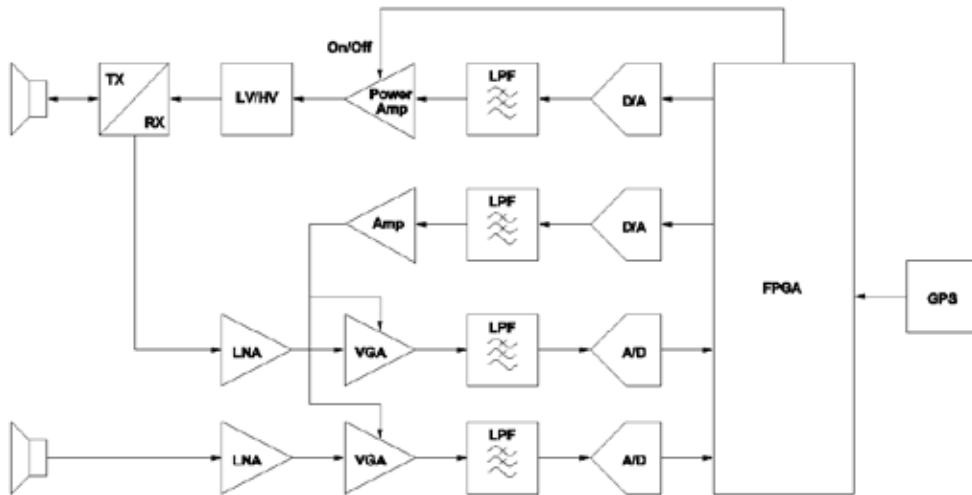 On/Off
TX
RX
LV/HV
Power
Amp
LPF
D/A
Amp
LPF
D/A
FPGA
GPS
LNA
VGA
LPF
A/D
LNA
VGA
LPF
A/D